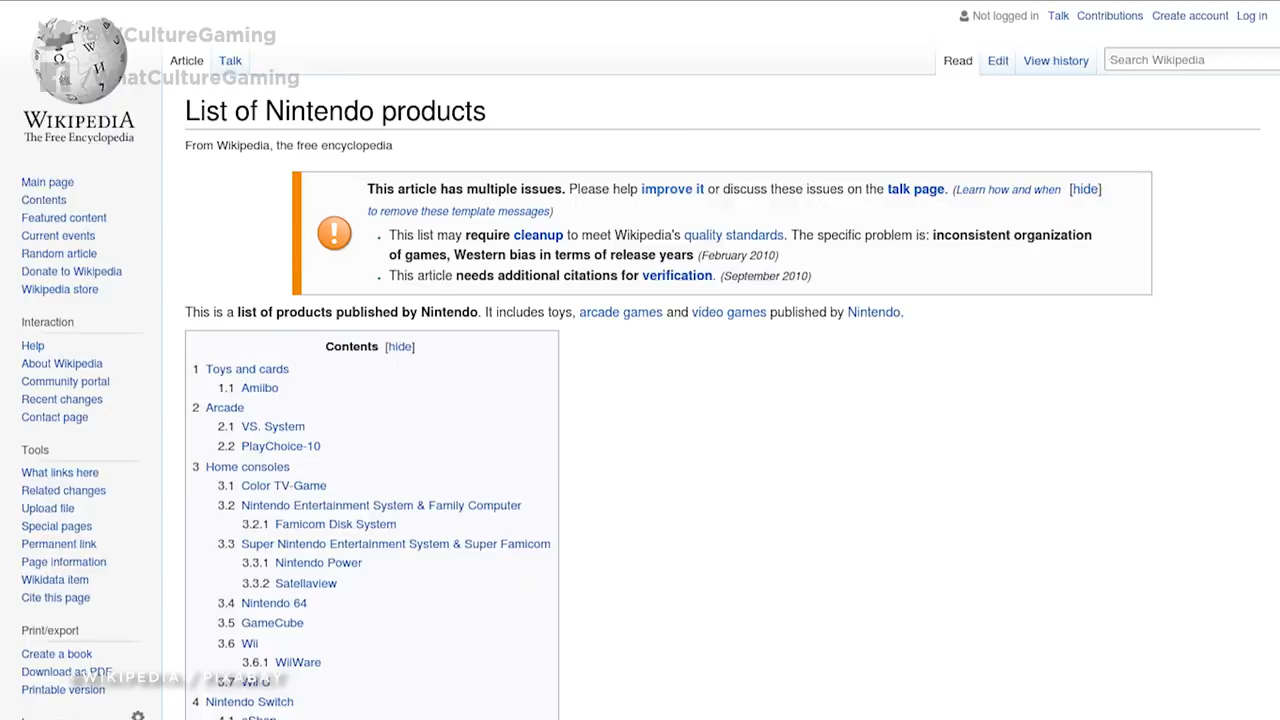 Not logged in Talk Contributions Create account Log in
CultureGaming
Article Talk
Read Edit View history Search Wikipedia
/WhatCultureGaming
WIKIPEDIA
The Free Encyclopedia
List of Nintendo products
From Wikipedia, the free encyclopedia
Main page
Contents
Featured content
Current events
Random article
Donate to Wikipedia
Wikipedia store
Interaction
Help
About Wikipedia
Community portal
Recent changes
Contact page
Tools
What links here
Related changes
Upload file
Special pages
Permanent link
Page information
Wikidata item
Cite this page
Print/export
Create a book
Download as PDF
Printable version
This article has multiple issues. Please help improve it or discuss these issues on the talk page. (Learn how and when [hide]
to remove these template messages)
• This list may require cleanup to meet Wikipedia's quality standards. The specific problem is: inconsistent organization
of games, Western bias in terms of release years (February 2010)
• This article needs additional citations for verification. (September 2010)
This is a list of products published by Nintendo. It includes toys, arcade games and video games published by Nintendo.
Contents [hide]
1 Toys and cards
1.1 Amiibo
2 Arcade
2.1 VS. System
2.2 PlayChoice-10
3 Home consoles
3.1 Color TV-Game
3.2 Nintendo Entertainment System & Family Computer
3.2.1 Famicom Disk System
3.3 Super Nintendo Entertainment System & Super Famicom
3.3.1 Nintendo Power
3.3.2 Satellaview
3.4 Nintendo 64
3.5 GameCube
3.6 Wii
3.6.1 WiiWare
3.7 Wii U
4 Nintendo Switch
4.1 eShop
WIKIPEDIA / PIXABAY